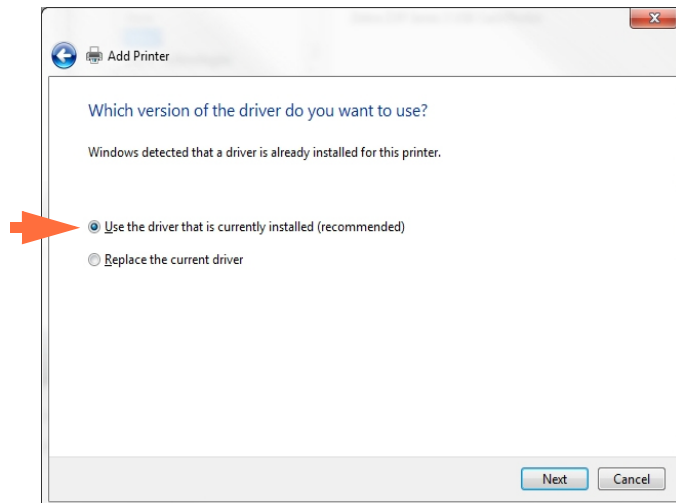 Add Printer
Which version of the driver do you want to use?
Windows detected that a driver is already installed for this printer.
Use the driver that is currently installed (recommended)
Replace the current driver
Next
Cancel